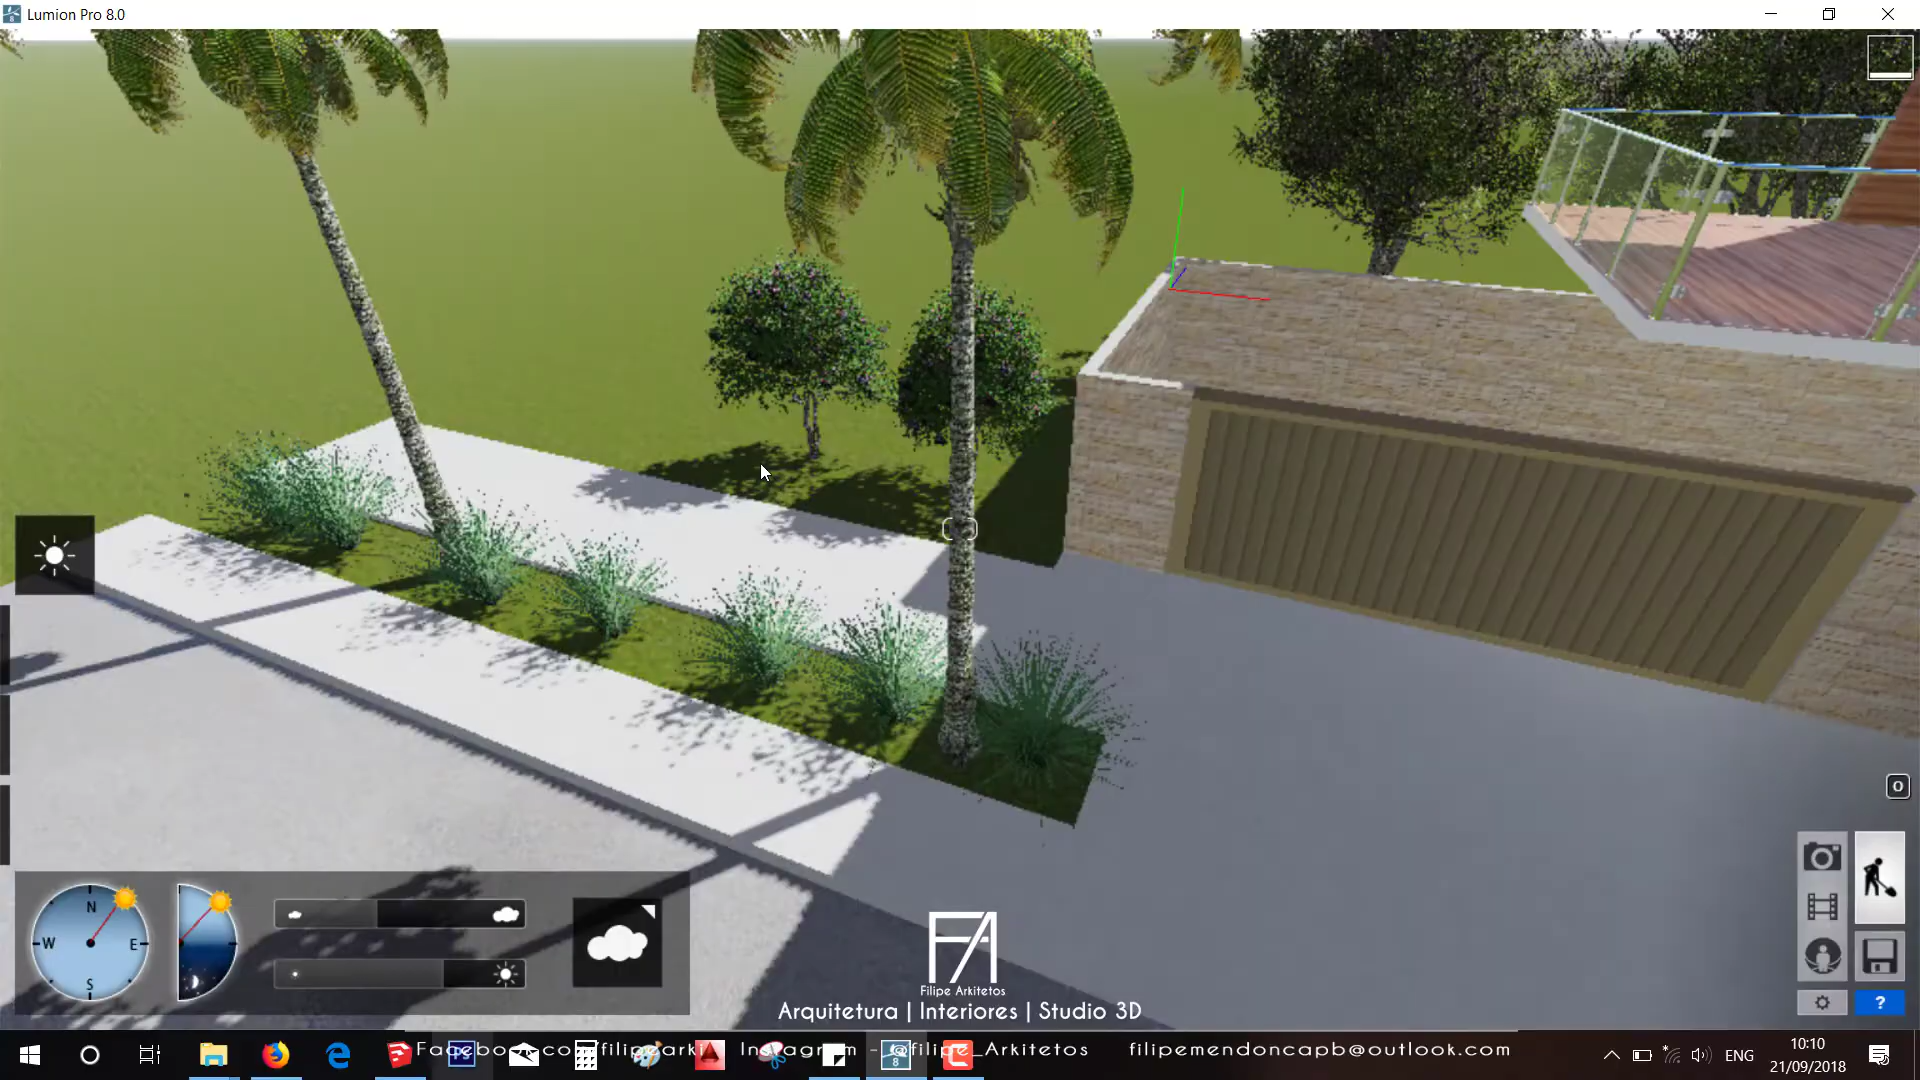 Lumion Pro 8.0
8
O
N
W
E
S
?
FA
Filipe Arkitetos
Arquitetura | Interiores | Studio 3D
ENG
10:10
21/09/2018
filipemendoncapb@outlook.com